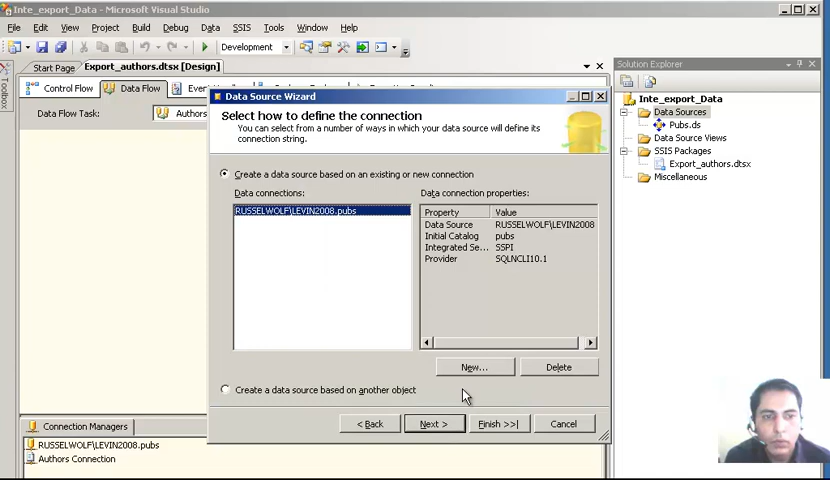 Inte_export_Data - Microsoft Visual Studio
File Edit View Project Build Debug Data SSIS Tools Window Help
Development
Start Page Export_authors.dtsx [Design]
Toolbox
Control Flow Data Flow
Data Flow Task: Authors
Data Source Wizard
Select how to define the connection
You can select from a number of ways in which your data source will define its
connection string.
Create a data source based on an existing or new connection
Data connections:
RUSSELWOLF\LEVIN2008.pubs
Data connection properties:
Property Value
Data Source RUSSELWOLF\LEVIN2008
Initial Catalog pubs
Integrated Se... SSPI
Provider SQLNCLI10.1
New... Delete
Create a data source based on another object
< Back Next > Finish >>| Cancel
Connection Managers
RUSSELWOLF\LEVIN2008.pubs
Authors Connection
Solution Explorer
Inte_export_Data
Data Sources
Pubs.ds
Data Source Views
SSIS Packages
Export_authors.dtsx
Miscellaneous